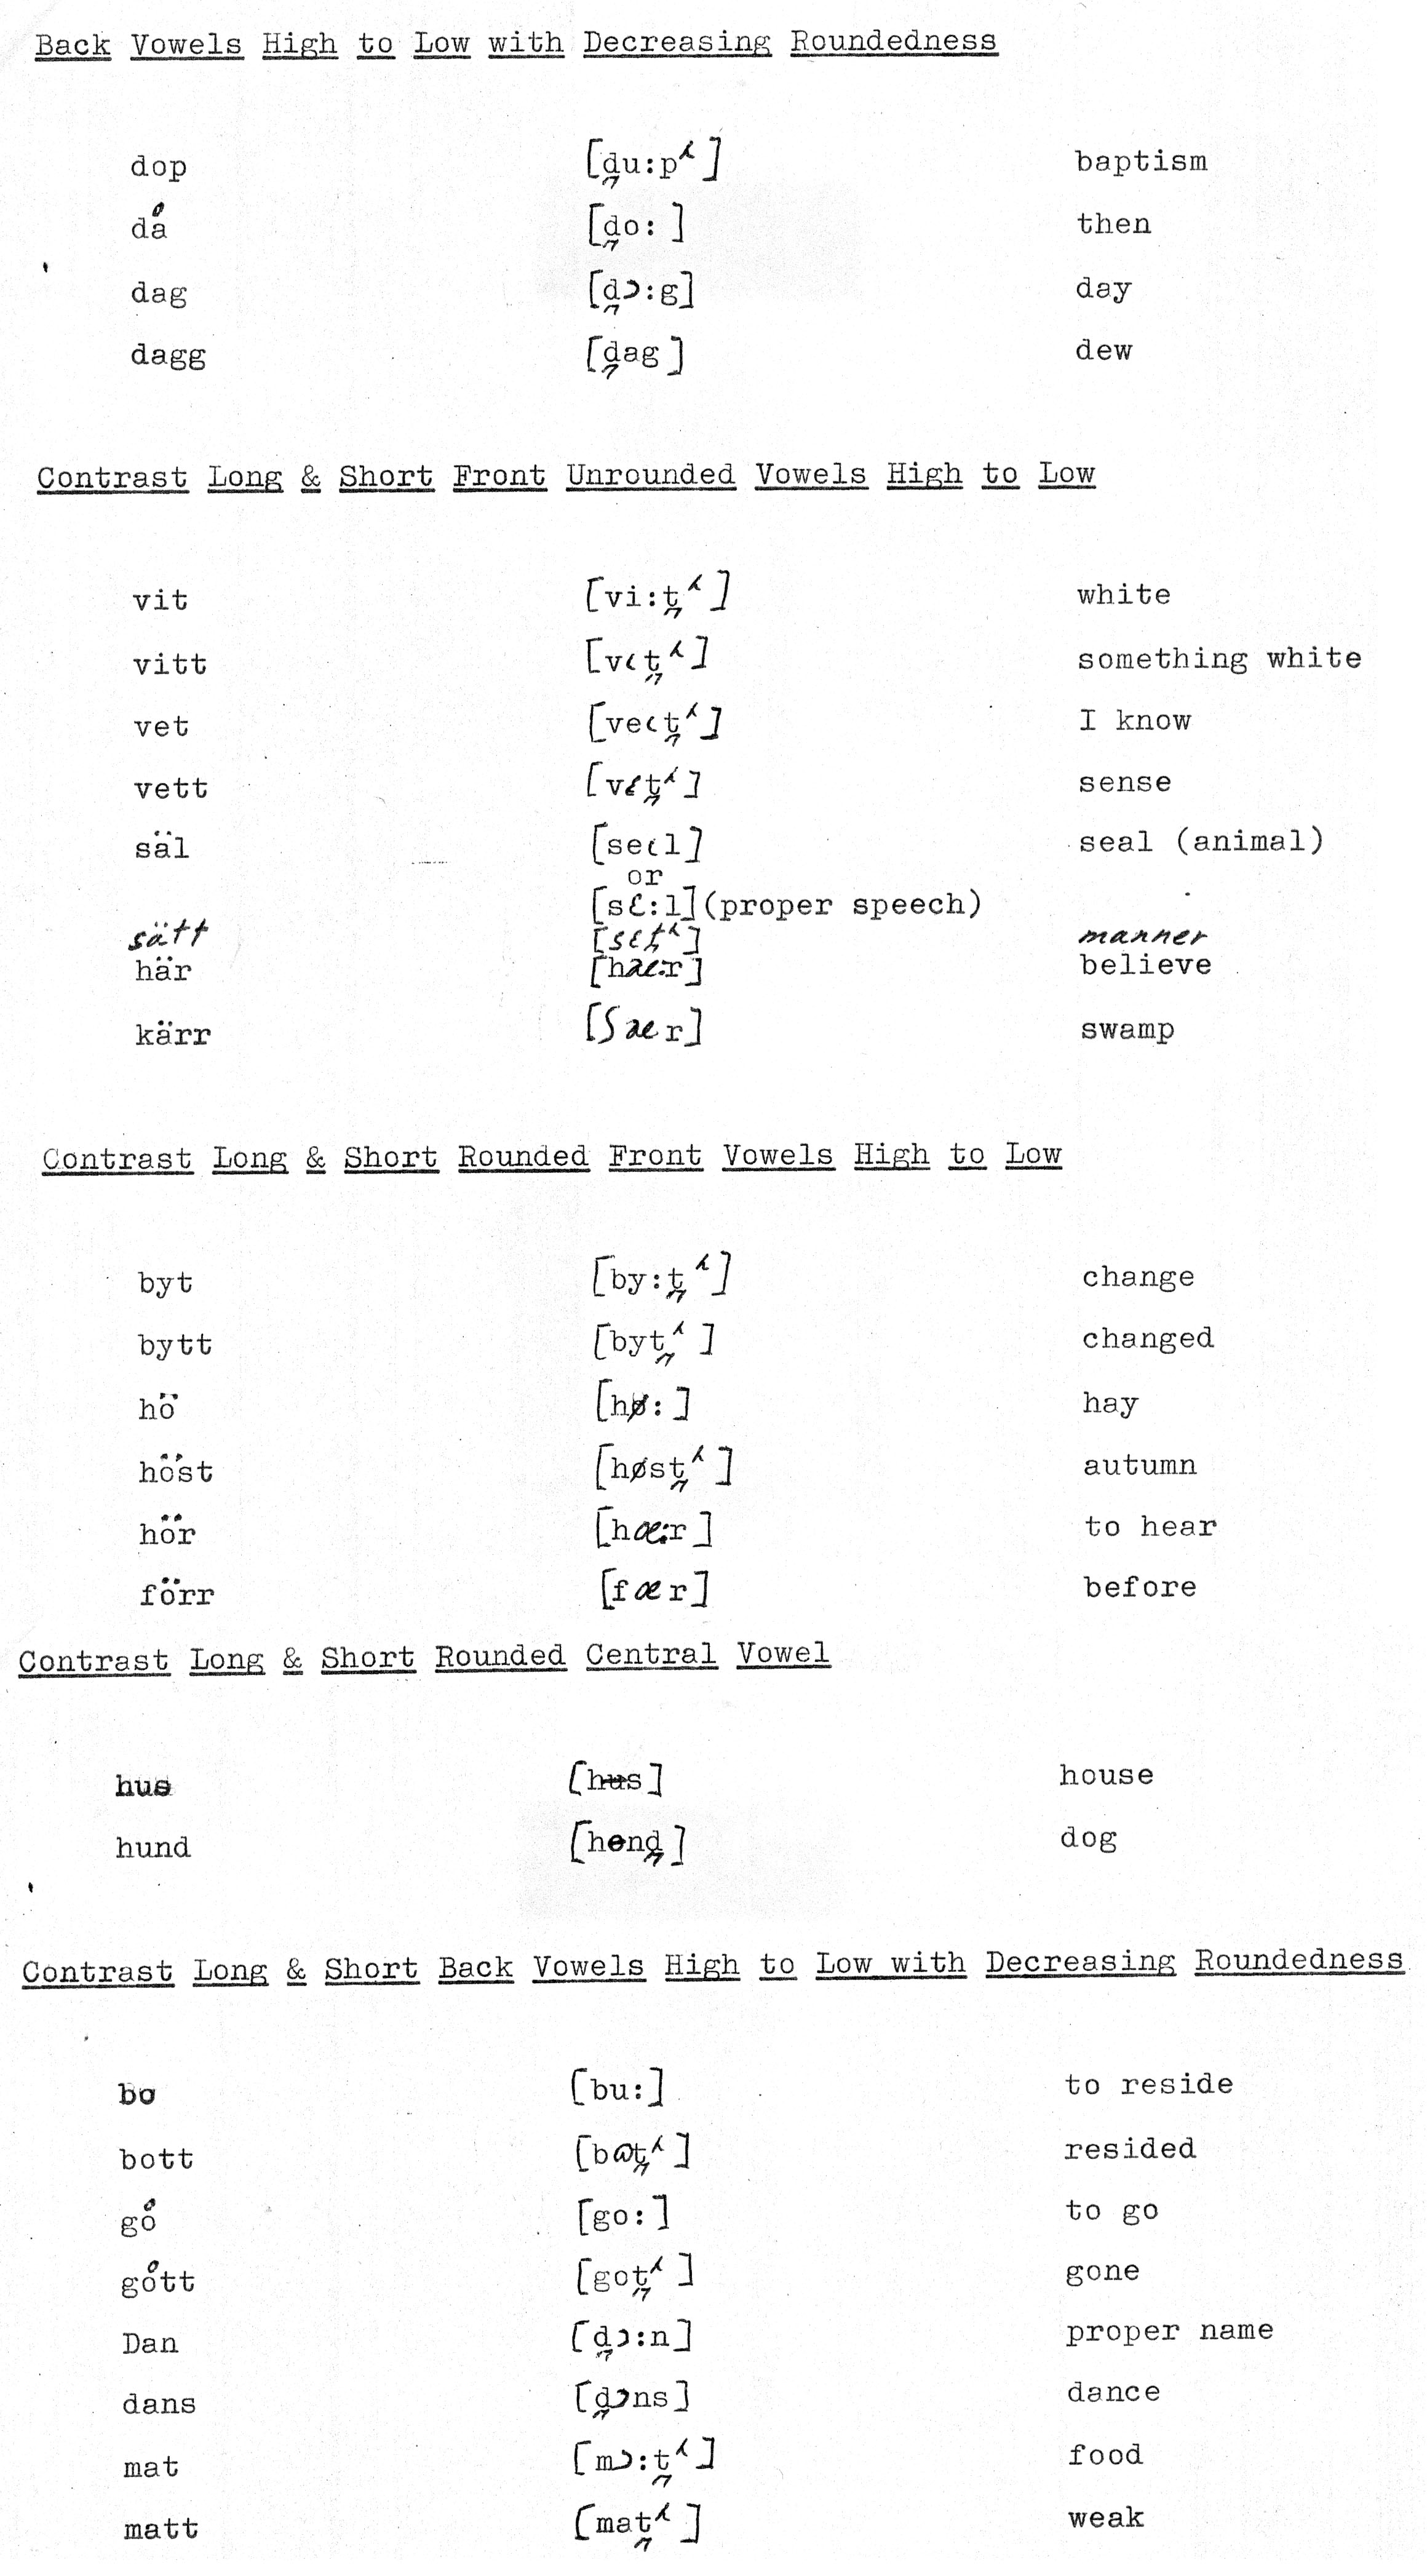 Back Vowels High to Low with Decreasing Roundedness
dop [d̪u:pʰ] baptism
då [d̪o: ] then
dag [d̪ɔ:g] day
dagg [d̪ag ] dew
Contrast Long & Short Front Unrounded Vowels High to Low
vit [vi:t̪ʰ] white
vitt [vɩt̪ʰ] something white
vet [veɩt̪ʰ] I know
vett [vɛt̪ʰ] sense
säl [seɩl] seal (animal)
or
[sɛ:l](proper speech)
sätt [sɛt̪ʰ] manner
här [hæ:r] believe
kärr [ʃær] swamp
Contrast Long & Short Rounded Front Vowels High to Low
byt [by:t̪ʰ] change
bytt [byt̪ʰ ] changed
hö [hø: ] hay
höst [høst̪ʰ ] autumn
hör [hœ:r ] to hear
förr [fœr] before
Contrast Long & Short Rounded Central Vowel
hus [hʉs] house
hund [hɵnd̪ ] dog
Contrast Long & Short Back Vowels High to Low with Decreasing Roundedness
bo [bu:] to reside
bott [bɷt̪ʰ ] resided
gå [go: ] to go
gått [got̪ʰ ] gone
Dan [d̪ɔ:n] proper name
dans [d̪ɔns] dance
mat [mɔ:t̪ʰ ] food
matt [mat̪ʰ ] weak